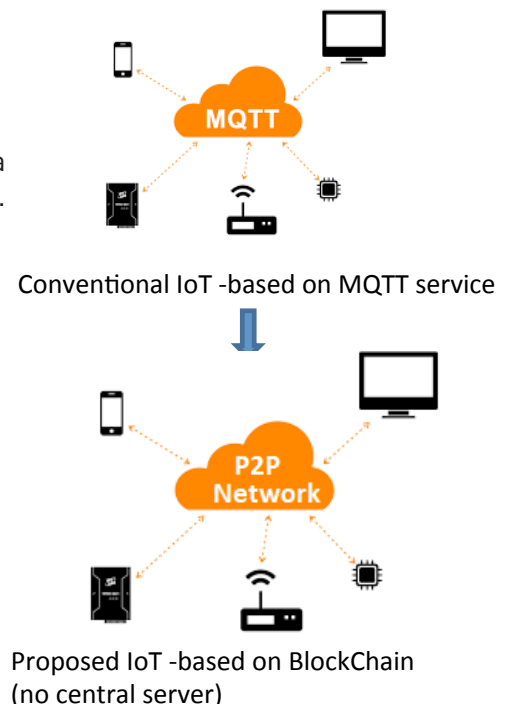 MQTT
a
.
Conventional IoT -based on MQTT service
P2P
Network
Proposed IoT -based on BlockChain
(no central server)